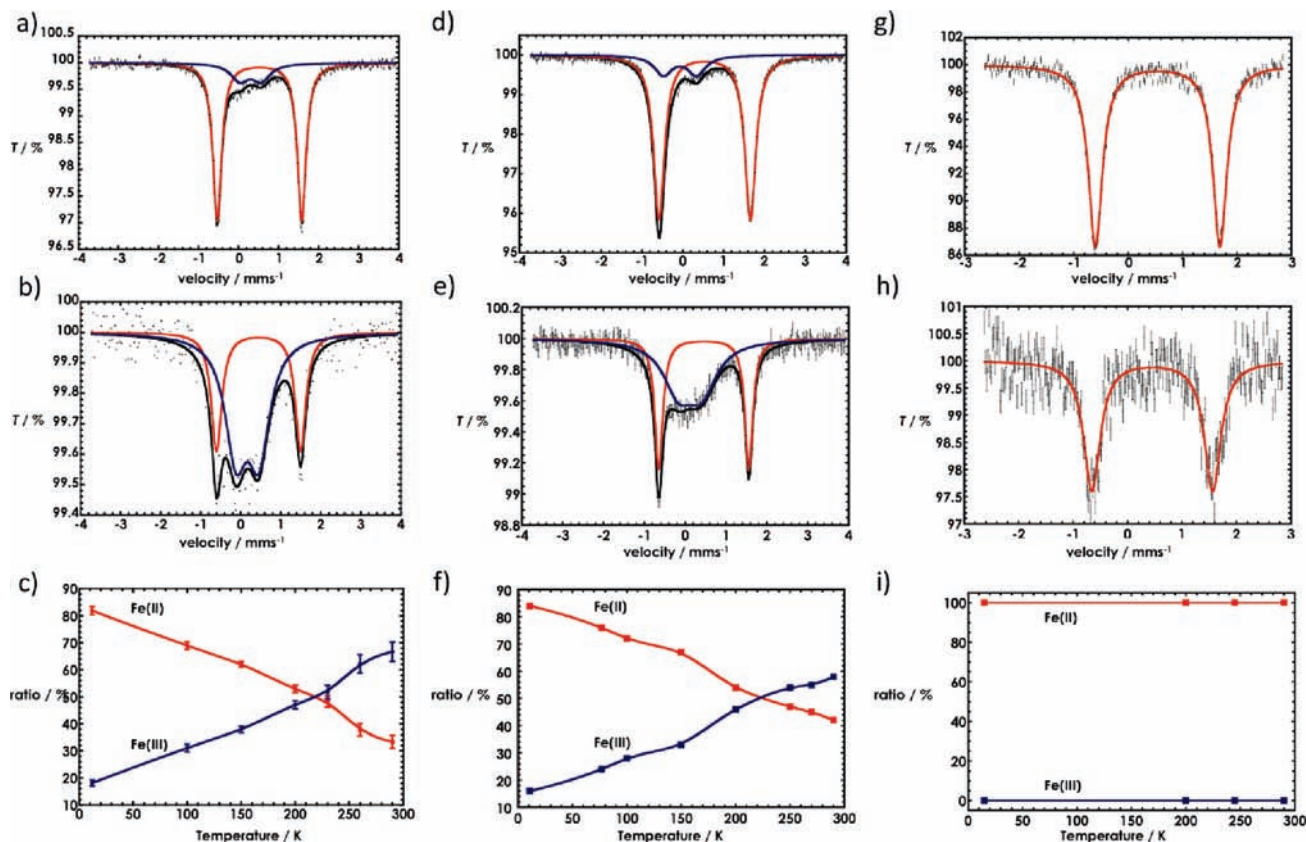 a)
100.5
100
99.5
99
98.5
98
97.5
97
96.5
T / %
-4 -3 -2 -1 0 1 2 3 4
velocity / mms⁻¹
d)
100
99
98
97
96
95
T / %
-4 -3 -2 -1 0 1 2 3 4
velocity / mms⁻¹
g)
102
100
98
96
94
92
90
88
86
T / %
-3 -2 -1 0 1 2 3
velocity / mms⁻¹
b)
100
100
99.9
99.8
99.7
99.6
99.5
99.4
T / %
-4 -3 -2 -1 0 1 2 3 4
velocity / mms⁻¹
e)
100.2
100
99.8
99.6
99.4
99.2
99
98.8
T / %
-4 -3 -2 -1 0 1 2 3 4
velocity / mms⁻¹
h)
101
100.5
100
99.5
99
98.5
98
97.5
97
T / %
-3 -2 -1 0 1 2 3
velocity / mms⁻¹
c)
90
80
70
60
50
40
30
20
10
ratio / %
Fe(II)
Fe(III)
0 50 100 150 200 250 300
Temperature / K
f)
90
80
70
60
50
40
30
20
10
ratio / %
Fe(II)
Fe(III)
0 50 100 150 200 250 300
Temperature / K
i)
100
80
60
40
20
0
ratio / %
Fe(II)
Fe(III)
0 50 100 150 200 250 300
Temperature / K